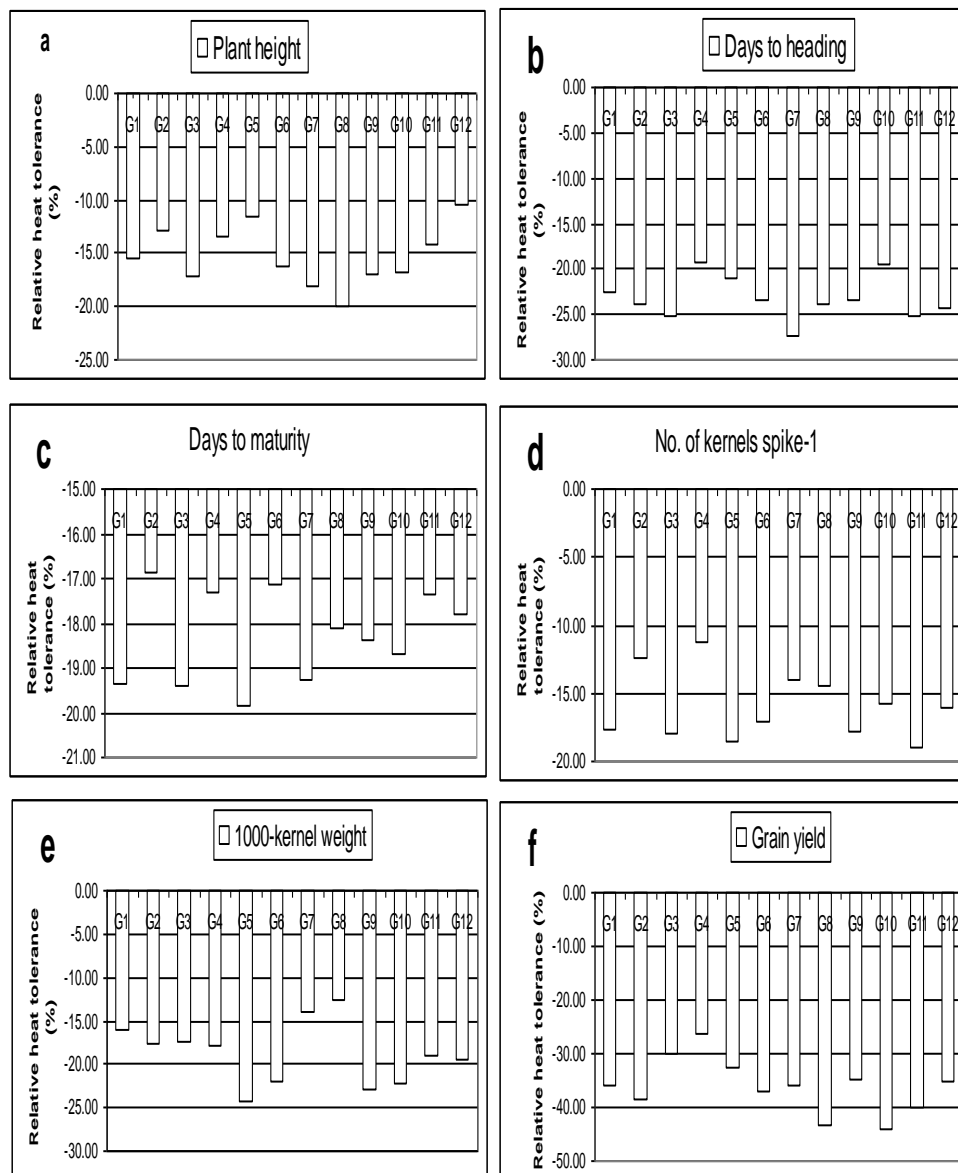 a
Plant height
Relative heat tolerance
(%)
0.00
-5.00
-10.00
-15.00
-20.00
-25.00
G1 G2 G3 G4 G5 G6 G7 G8 G9 G10 G11 G12
b
Days to heading
Relative heat tolerance
(%)
0.00
-5.00
-10.00
-15.00
-20.00
-25.00
-30.00
G1 G2 G3 G4 G5 G6 G7 G8 G9 G10 G11 G12
c
Days to maturity
Relative heat
tolerance (%)
-15.00
-16.00
-17.00
-18.00
-19.00
-20.00
-21.00
G1 G2 G3 G4 G5 G6 G7 G8 G9 G10 G11 G12
d
No. of kernels spike-1
Relative heat
tolerance (%)
0.00
-5.00
-10.00
-15.00
-20.00
G1 G2 G3 G4 G5 G6 G7 G8 G9 G10 G11 G12
e
1000-kernel weight
Relative heat tolerance
(%)
0.00
-5.00
-10.00
-15.00
-20.00
-25.00
-30.00
G1 G2 G3 G4 G5 G6 G7 G8 G9 G10 G11 G12
f
Grain yield
Relative heat tolerance (%)
0.00
-10.00
-20.00
-30.00
-40.00
-50.00
G1 G2 G3 G4 G5 G6 G7 G8 G9 G10 G11 G12